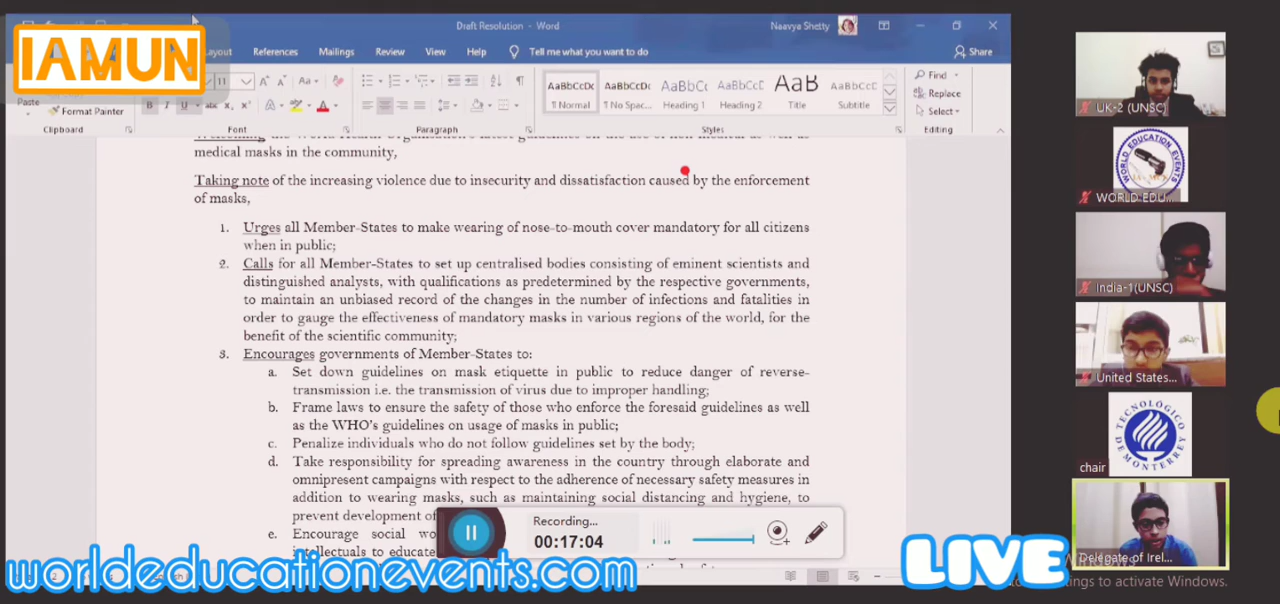 Draft Resolution - Word
Naavya Shetty
IAMUN
Layout References Mailings Review View Help Tell me what you want to do Share
11 Aa
Paste
Format Painter
B I U abc x x
AaBbCcDc AaBbCcDc AaBbCc AaBbCcD AaB AaBbCcD
¶ Normal ¶ No Spac... Heading 1 Heading 2 Title Subtitle
Find
Replace
Select
Clipboard Font Paragraph Styles Editing
medical masks in the community,
Taking note of the increasing violence due to insecurity and dissatisfaction caused by the enforcement
of masks,
1. Urges all Member-States to make wearing of nose-to-mouth cover mandatory for all citizens
when in public;
2. Calls for all Member-States to set up centralised bodies consisting of eminent scientists and
distinguished analysts, with qualifications as predetermined by the respective governments,
to maintain an unbiased record of the changes in the number of infections and fatalities in
order to gauge the effectiveness of mandatory masks in various regions of the world, for the
benefit of the scientific community;
3. Encourages governments of Member-States to:
a. Set down guidelines on mask etiquette in public to reduce danger of reverse-
transmission i.e. the transmission of virus due to improper handling;
b. Frame laws to ensure the safety of those who enforce the foresaid guidelines as well
as the WHO's guidelines on usage of masks in public;
c. Penalize individuals who do not follow guidelines set by the body;
d. Take responsibility for spreading awareness in the country through elaborate and
omnipresent campaigns with respect to the adherence of necessary safety measures in
addition to wearing masks, such as maintaining social distancing and hygiene, to
prevent development of
e. Encourage social wo
intellectuals to educate
Recording...
00:17:04
worldeducationevents.com
LIVE
UK-2 (UNSC)
WORLD EDUCATION EVENTS
WORLD EDU...
India-1(UNSC)
United States...
TECNOLÓGICO
DE MONTERREY
chair
Delegate of Irel...
ings to activate Windows.